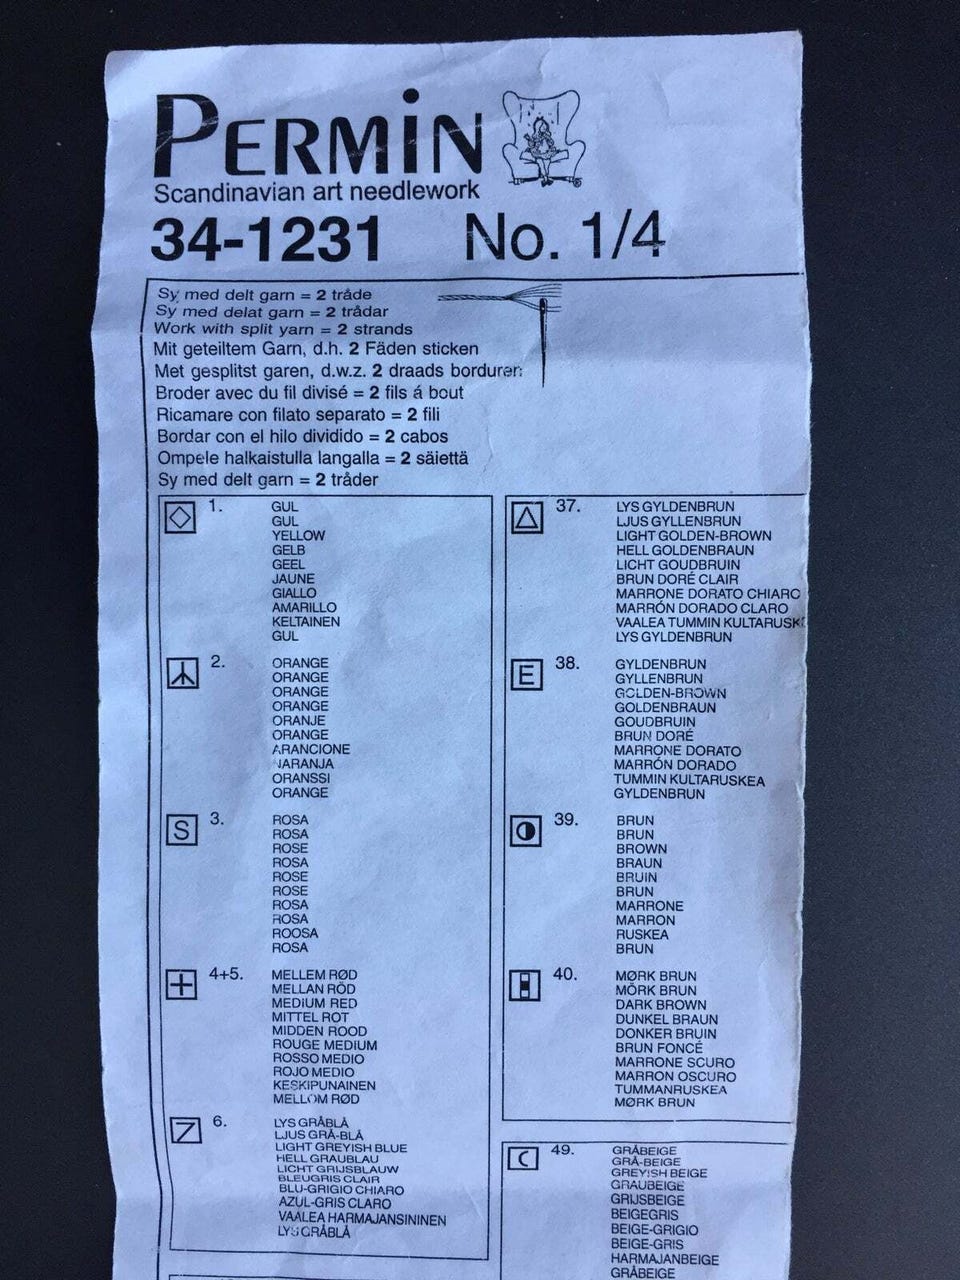 PERMiN
Scandinavian art needlework
34-1231 No. 1/4
Sy med delt garn = 2 tråde
Sy med delat garn = 2 trådar
Work with split yarn = 2 strands
Mit geteiltem Garn, d.h. 2 Fäden sticken
Met gesplitst garen, d.w.z. 2 draads borduren
Broder avec du fil divisé = 2 fils á bout
Ricamare con filato separato = 2 fili
Bordar con el hilo dividido = 2 cabos
Ompele halkaistulla langalla = 2 säiettä
Sy med delt garn = 2 tråder
1. GUL
GUL
YELLOW
GELB
GEEL
JAUNE
GIALLO
AMARILLO
KELTAINEN
GUL
2. ORANGE
ORANGE
ORANGE
ORANGE
ORANJE
ORANGE
ARANCIONE
NARANJA
ORANSSI
ORANGE
S 3. ROSA
ROSA
ROSE
ROSA
ROSE
ROSE
ROSA
ROSA
ROOSA
ROSA
+ 4+5. MELLEM RØD
MELLAN RÖD
MEDIUM RED
MITTEL ROT
MIDDEN ROOD
ROUGE MEDIUM
ROSSO MEDIO
ROJO MEDIO
KESKIPUNAINEN
MELLOM RØD
6. LYS GRÅBLÅ
LJUS GRÅ-BLÅ
LIGHT GREYISH BLUE
HELL GRAUBLAU
LICHT GRIJSBLAUW
BLEUGRIS CLAIR
BLU-GRIGIO CHIARO
AZUL-GRIS CLARO
VAALEA HARMAJANSININEN
LYS GRÅBLÅ
37. LYS GYLDENBRUN
LJUS GYLLENBRUN
LIGHT GOLDEN-BROWN
HELL GOLDENBRAUN
LICHT GOUDBRUIN
BRUN DORÉ CLAIR
MARRONE DORATO CHIARO
MARRÓN DORADO CLARO
VAALEA TUMMIN KULTARUSK
LYS GYLDENBRUN
E 38. GYLDENBRUN
GYLLENBRUN
GOLDEN-BROWN
GOLDENBRAUN
GOUDBRUIN
BRUN DORÉ
MARRONE DORATO
MARRÓN DORADO
TUMMIN KULTARUSKEA
GYLDENBRUN
39. BRUN
BRUN
BROWN
BRAUN
BRUIN
BRUN
MARRONE
MARRON
RUSKEA
BRUN
40. MØRK BRUN
MÖRK BRUN
DARK BROWN
DUNKEL BRAUN
DONKER BRUIN
BRUN FONCÉ
MARRONE SCURO
MARRON OSCURO
TUMMANRUSKEA
MØRK BRUN
C 49. GRÅBEIGE
GRÅ-BEIGE
GREYISH BEIGE
GRAUBEIGE
GRIJSBEIGE
BEIGEGRIS
BEIGE-GRIGIO
BEIGE-GRIS
HARMAJANBEIGE
GRÅBEIGE